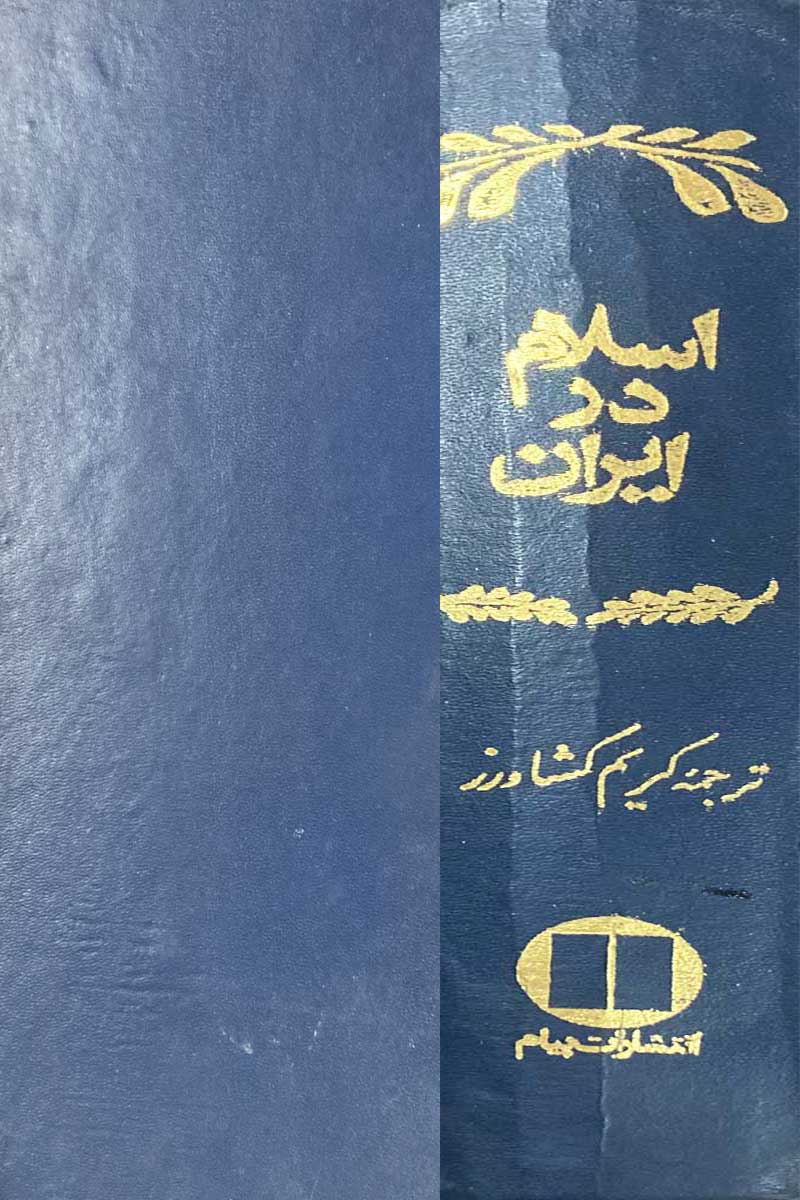 اسلام
در
ایران
ترجمهٔ کریم کشاورز
انتشارات پیام